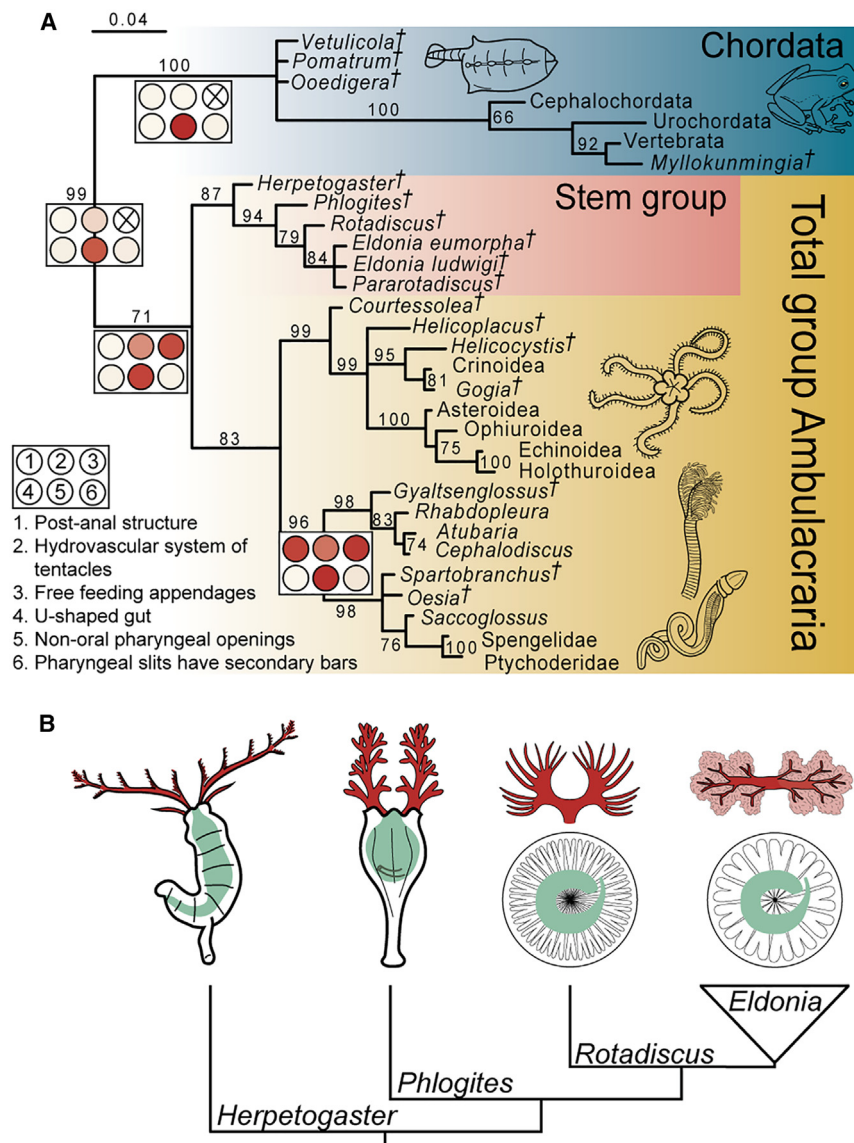 A
0.04
Chordata
100
Vetulicola†
Pomatrum†
Ooedigera†
100
Cephalochordata
66
Urochordata
92
Vertebrata
Myllokunmingia†
99
Stem group
Total group Ambulacraria
87
Herpetogaster†
94
Phlogites†
79
Rotadiscus†
84
Eldonia eumorpha†
Eldonia ludwigi†
Pararotadiscus†
71
99
Courtessolea†
Helicoplacus†
99
95
Helicocystis†
Crinoidea
81
Gogia†
100
Asteroidea
Ophiuroidea
75
Echinoidea
100
Holothuroidea
83
96
98
Gyaltsenglossus†
83
Rhabdopleura
Atubaria
74
Cephalodiscus
98
Spartobranchus†
Oesia†
Saccoglossus
76
100
Spengelidae
Ptychoderidae
1 2 3
4 5 6
1. Post-anal structure
2. Hydrovascular system of
tentacles
3. Free feeding appendages
4. U-shaped gut
5. Non-oral pharyngeal openings
6. Pharyngeal slits have secondary bars
B
Eldonia
Rotadiscus
Phlogites
Herpetogaster